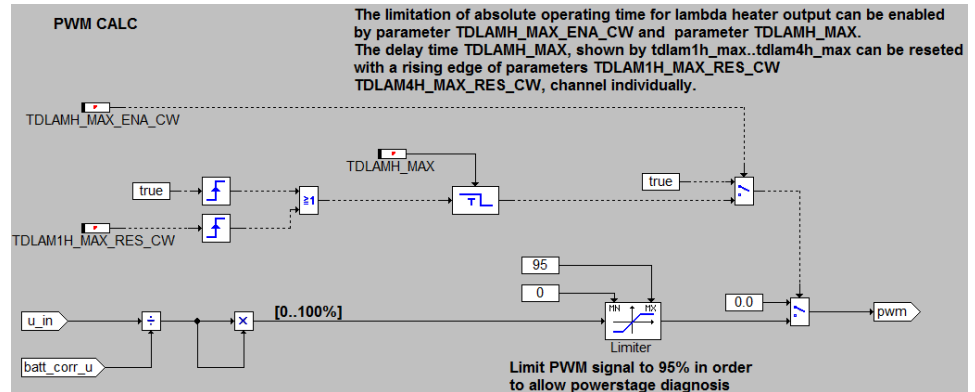 PWM CALC
The limitation of absolute operating time for lambda heater output can be enabled
by parameter TDLAMH_MAX_ENA_CW and parameter TDLAMH_MAX.
The delay time TDLAMH_MAX, shown by tdlam1h_max..tdlam4h_max can be reseted
with a rising edge of parameters TDLAM1H_MAX_RES_CW
TDLAM4H_MAX_RES_CW, channel individually.
TDLAMH_MAX_ENA_CW
TDLAMH_MAX
true
true
≧1
T
TDLAM1H_MAX_RES_CW
95
0
MN MX
0.0
u_in
÷
×
[0..100%]
pwm
Limiter
batt_corr_u
Limit PWM signal to 95% in order
to allow powerstage diagnosis